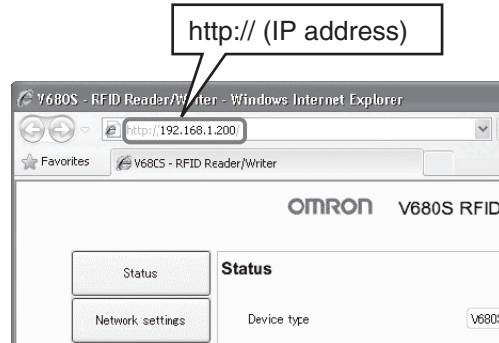 http:// (IP address)
V680S - RFID Reader/Writer - Windows Internet Explorer
http://192.168.1.200/
Favorites
V680S - RFID Reader/Writer
OMRON V680S RFID
Status
Status
Network settings
Device type
V680S